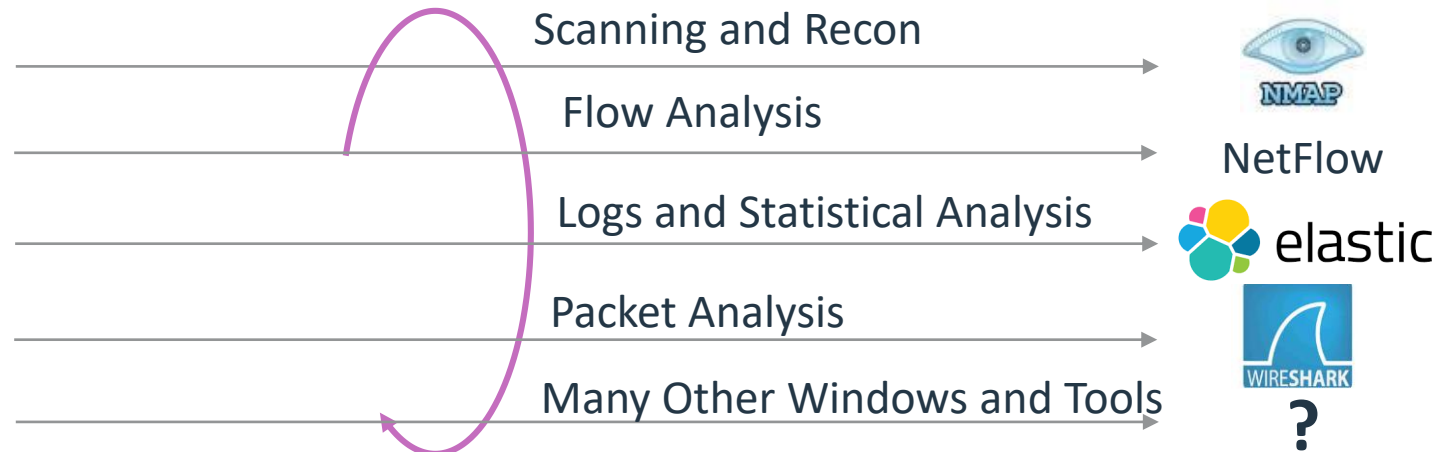 Scanning and Recon
NMAP
Flow Analysis
NetFlow
Logs and Statistical Analysis
elastic
Packet Analysis
WIRESHARK
Many Other Windows and Tools
?